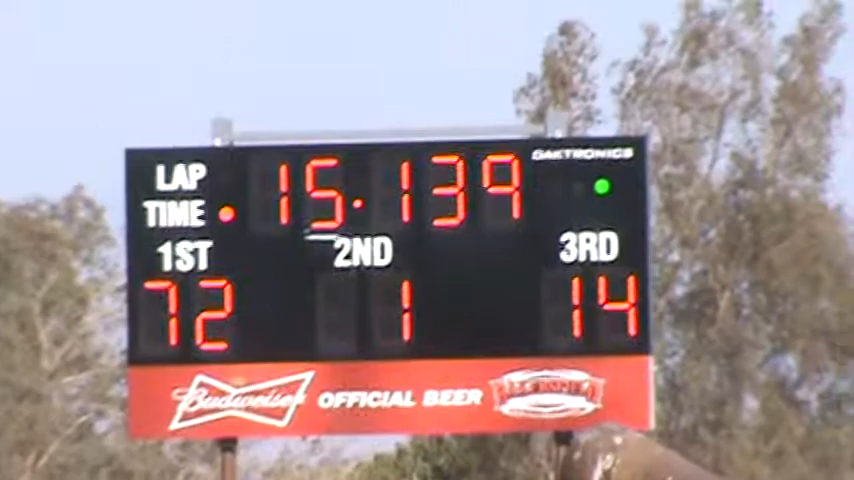 LAP
TIME 15.139 DAKTRONICS
1ST 2ND 3RD
72 1 14
Budweiser OFFICIAL BEER